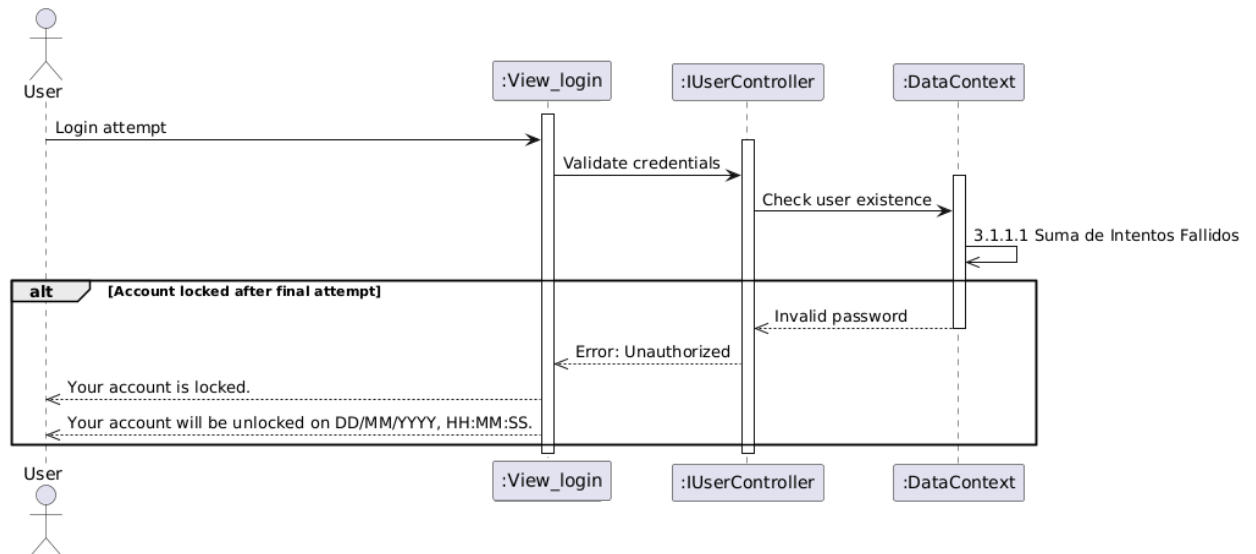 User
:View_login
:IUserController
:DataContext
Login attempt
Validate credentials
Check user existence
3.1.1.1 Suma de Intentos Fallidos
alt
[Account locked after final attempt]
Invalid password
Error: Unauthorized
Your account is locked.
Your account will be unlocked on DD/MM/YYYY, HH:MM:SS.
User
:View_login
:IUserController
:DataContext